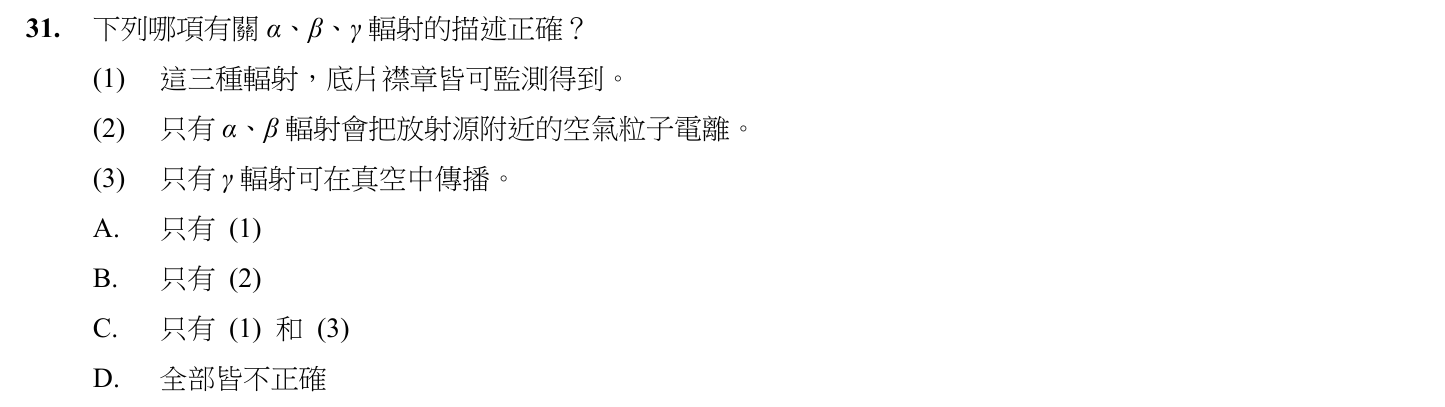 31. 下列哪項有關 α、β、γ 輻射的描述正確？
(1) 這三種輻射，底片襟章皆可監測得到。
(2) 只有 α、β 輻射會把放射源附近的空氣粒子電離。
(3) 只有 γ 輻射可在真空中傳播。
A. 只有 (1)
B. 只有 (2)
C. 只有 (1) 和 (3)
D. 全部皆不正確